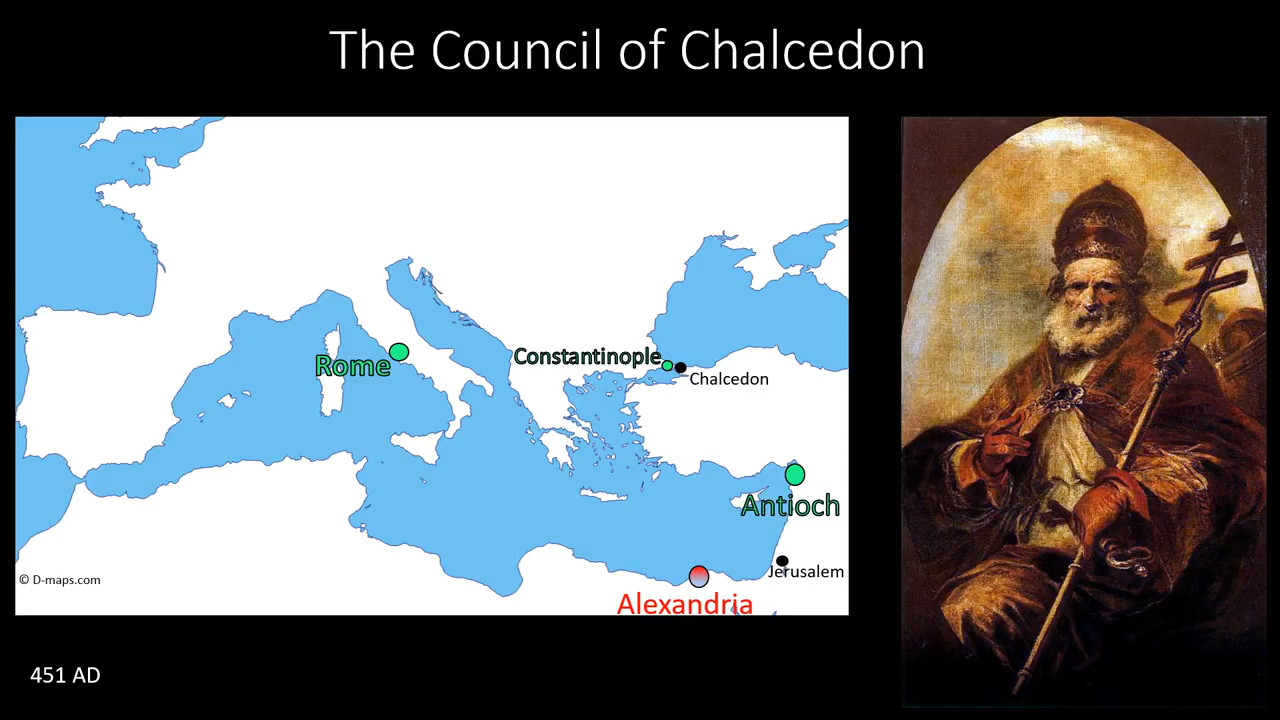 The Council of Chalcedon
Rome
Constantinople
Chalcedon
Antioch
Jerusalem
Alexandria
© D-maps.com
451 AD